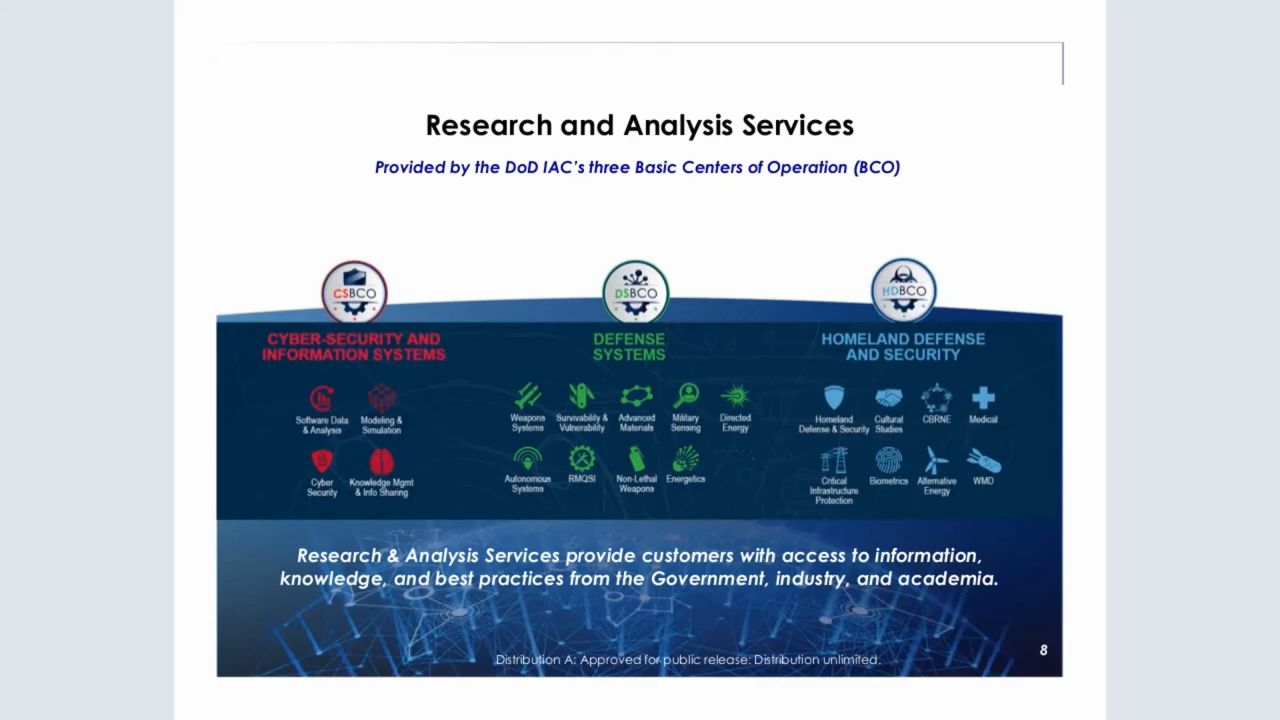 Research and Analysis Services
Provided by the DoD IAC's three Basic Centers of Operation (BCO)
CSBCO
DSBCO
HDBCO
CYBER-SECURITY AND
INFORMATION SYSTEMS
DEFENSE
SYSTEMS
HOMELAND DEFENSE
AND SECURITY
Software Data
& Analysis
Modeling &
Simulation
Weapons
Systems
Survivability &
Vulnerability
Advanced
Materials
Military
Sensing
Directed
Energy
Homeland
Defense & Security
Cultural
Studies
CBRNE
Medical
Cyber
Security
Knowledge Mgmt
& Info Sharing
Autonomous
Systems
RMQSI
Non-Lethal
Weapons
Energetics
Critical
Infrastructure
Protection
Biometrics
Alternative
Energy
WMD
Research & Analysis Services provide customers with access to information,
knowledge, and best practices from the Government, industry, and academia.
8
Distribution A: Approved for public release: Distribution unlimited.